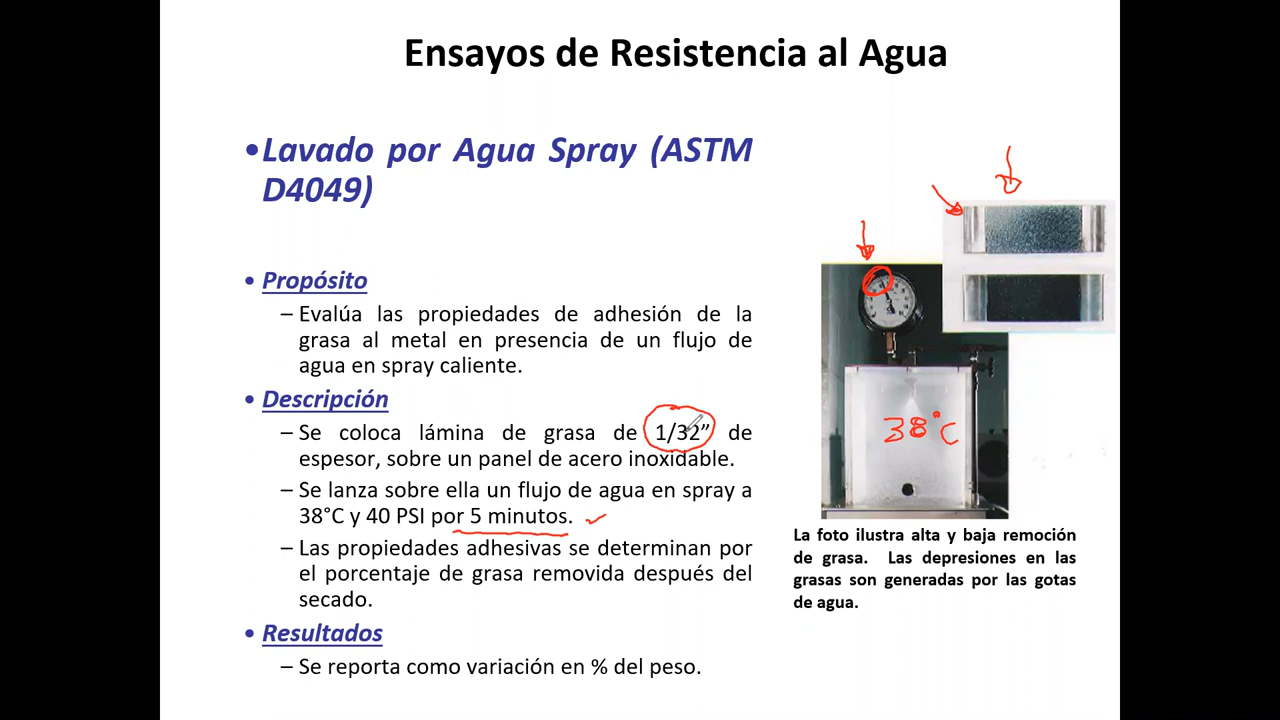 Ensayos de Resistencia al Agua
•Lavado por Agua Spray (ASTM
D4049)
• Propósito
– Evalúa las propiedades de adhesión de la
grasa al metal en presencia de un flujo de
agua en spray caliente.
• Descripción
– Se coloca lámina de grasa de 1/32” de
espesor, sobre un panel de acero inoxidable.
– Se lanza sobre ella un flujo de agua en spray a
38°C y 40 PSI por 5 minutos.
– Las propiedades adhesivas se determinan por
el porcentaje de grasa removida después del
secado.
• Resultados
– Se reporta como variación en % del peso.
38°C
La foto ilustra alta y baja remoción
de grasa. Las depresiones en las
grasas son generadas por las gotas
de agua.